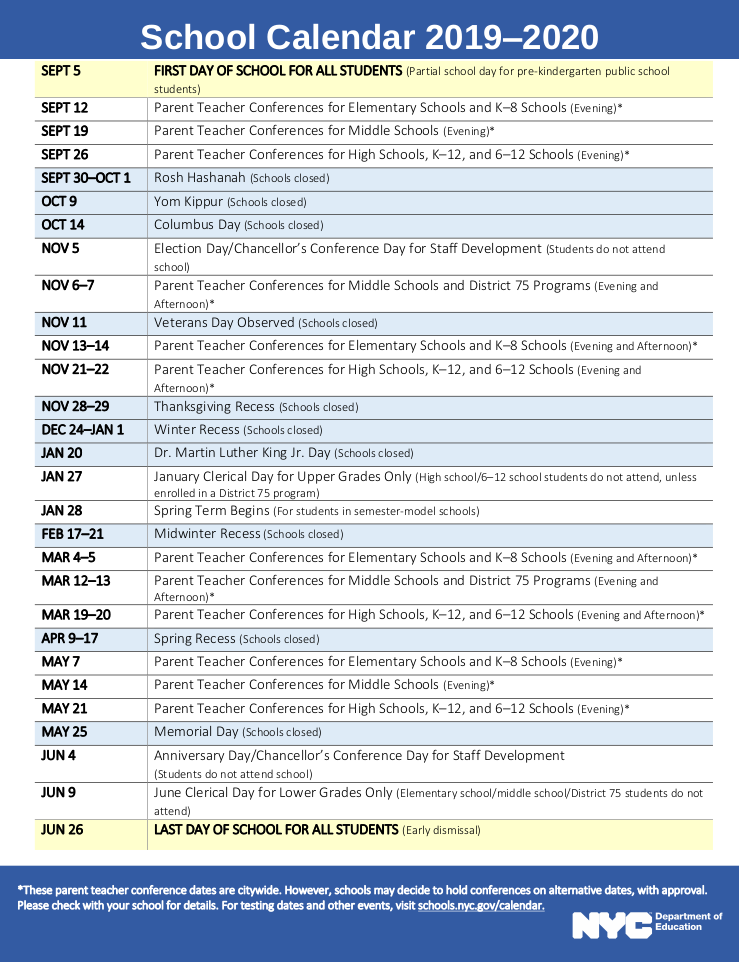 School Calendar 2019–2020
SEPT 5 FIRST DAY OF SCHOOL FOR ALL STUDENTS (Partial school day for pre-kindergarten public school
students)
SEPT 12 Parent Teacher Conferences for Elementary Schools and K–8 Schools (Evening)*
SEPT 19 Parent Teacher Conferences for Middle Schools (Evening)*
SEPT 26 Parent Teacher Conferences for High Schools, K–12, and 6–12 Schools (Evening)*
SEPT 30–OCT 1 Rosh Hashanah (Schools closed)
OCT 9 Yom Kippur (Schools closed)
OCT 14 Columbus Day (Schools closed)
NOV 5 Election Day/Chancellor’s Conference Day for Staff Development (Students do not attend
school)
NOV 6–7 Parent Teacher Conferences for Middle Schools and District 75 Programs (Evening and
Afternoon)*
NOV 11 Veterans Day Observed (Schools closed)
NOV 13–14 Parent Teacher Conferences for Elementary Schools and K–8 Schools (Evening and Afternoon)*
NOV 21–22 Parent Teacher Conferences for High Schools, K–12, and 6–12 Schools (Evening and
Afternoon)*
NOV 28–29 Thanksgiving Recess (Schools closed)
DEC 24–JAN 1 Winter Recess (Schools closed)
JAN 20 Dr. Martin Luther King Jr. Day (Schools closed)
JAN 27 January Clerical Day for Upper Grades Only (High school/6–12 school students do not attend, unless
enrolled in a District 75 program)
JAN 28 Spring Term Begins (For students in semester-model schools)
FEB 17–21 Midwinter Recess (Schools closed)
MAR 4–5 Parent Teacher Conferences for Elementary Schools and K–8 Schools (Evening and Afternoon)*
MAR 12–13 Parent Teacher Conferences for Middle Schools and District 75 Programs (Evening and
Afternoon)*
MAR 19–20 Parent Teacher Conferences for High Schools, K–12, and 6–12 Schools (Evening and Afternoon)*
APR 9–17 Spring Recess (Schools closed)
MAY 7 Parent Teacher Conferences for Elementary Schools and K–8 Schools (Evening)*
MAY 14 Parent Teacher Conferences for Middle Schools (Evening)*
MAY 21 Parent Teacher Conferences for High Schools, K–12, and 6–12 Schools (Evening)*
MAY 25 Memorial Day (Schools closed)
JUN 4 Anniversary Day/Chancellor’s Conference Day for Staff Development
(Students do not attend school)
JUN 9 June Clerical Day for Lower Grades Only (Elementary school/middle school/District 75 students do not
attend)
JUN 26 LAST DAY OF SCHOOL FOR ALL STUDENTS (Early dismissal)
*These parent teacher conference dates are citywide. However, schools may decide to hold conferences on alternative dates, with approval.
Please check with your school for details. For testing dates and other events, visit schools.nyc.gov/calendar.
NYC Department of
Education